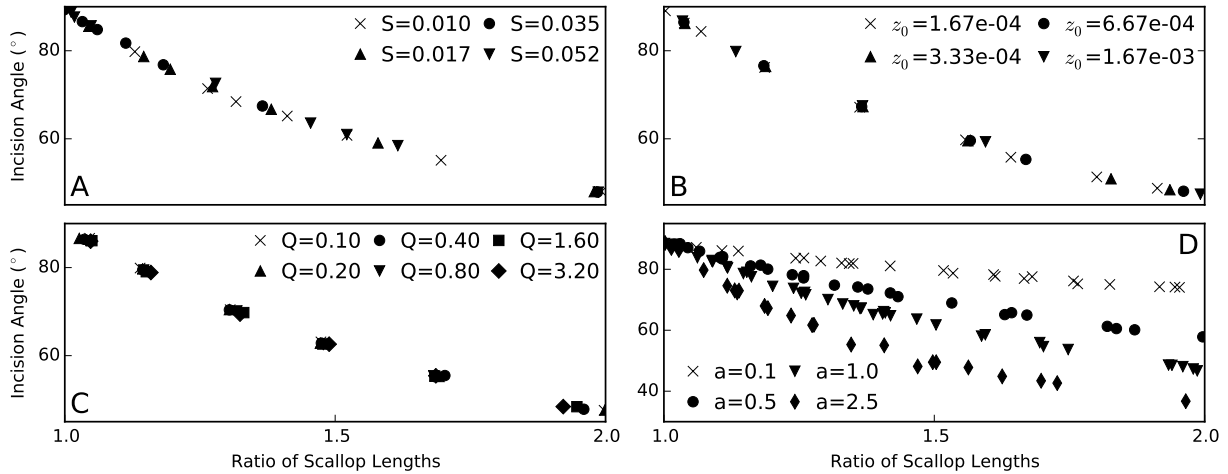 S=0.010 S=0.035
S=0.017 S=0.052
80
60
Incision Angle (°)
A
z₀=1.67e-04 z₀=6.67e-04
z₀=3.33e-04 z₀=1.67e-03
80
60
B
Q=0.10 Q=0.40 Q=1.60
Q=0.20 Q=0.80 Q=3.20
80
60
Incision Angle (°)
C
1.0 1.5 2.0
Ratio of Scallop Lengths
D
80
60
40
a=0.1 a=1.0
a=0.5 a=2.5
1.0 1.5 2.0
Ratio of Scallop Lengths